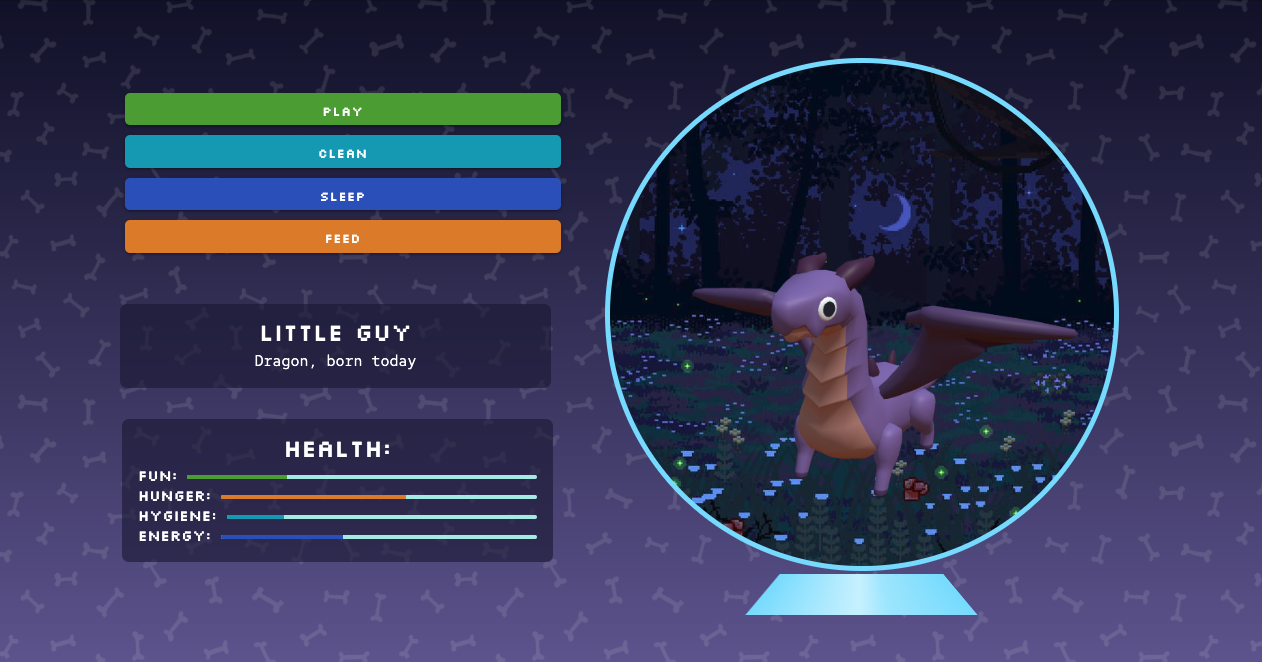 PLAY
CLEAN
SLEEP
FEED
LITTLE GUY
Dragon, born today
HEALTH:
FUN:
HUNGER:
HYGIENE:
ENERGY: